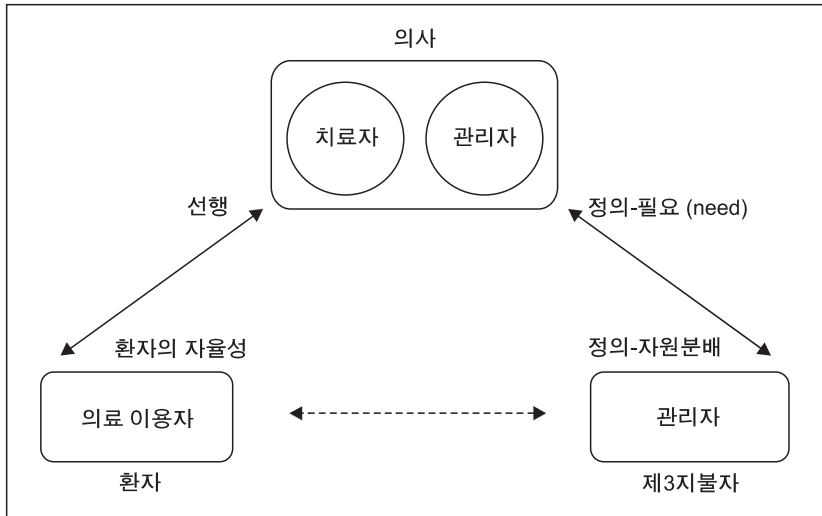 의사
치료자
관리자
선행
정의-필요 (need)
환자의 자율성
정의-자원분배
의료 이용자
관리자
환자
제3지불자